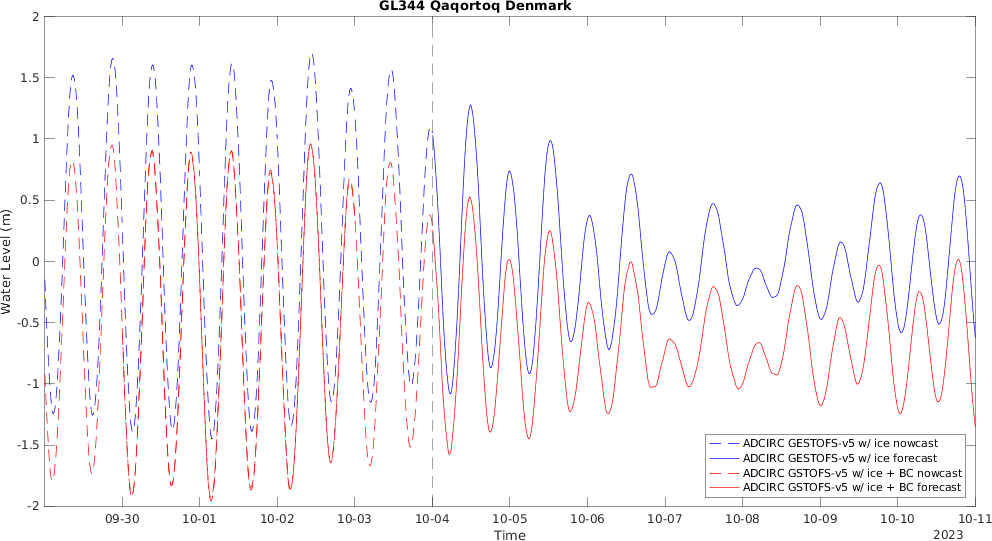 GL344 Qaqortoq Denmark
2
1.5
1
0.5
0
-0.5
-1
-1.5
-2
Water Level (m)
09-30 10-01 10-02 10-03 10-04 10-05 10-06 10-07 10-08 10-09 10-10 10-11
Time
2023
ADCIRC GESTOFS-v5 w/ ice nowcast
ADCIRC GESTOFS-v5 w/ ice forecast
ADCIRC GSTOFS-v5 w/ ice + BC nowcast
ADCIRC GSTOFS-v5 w/ ice + BC forecast